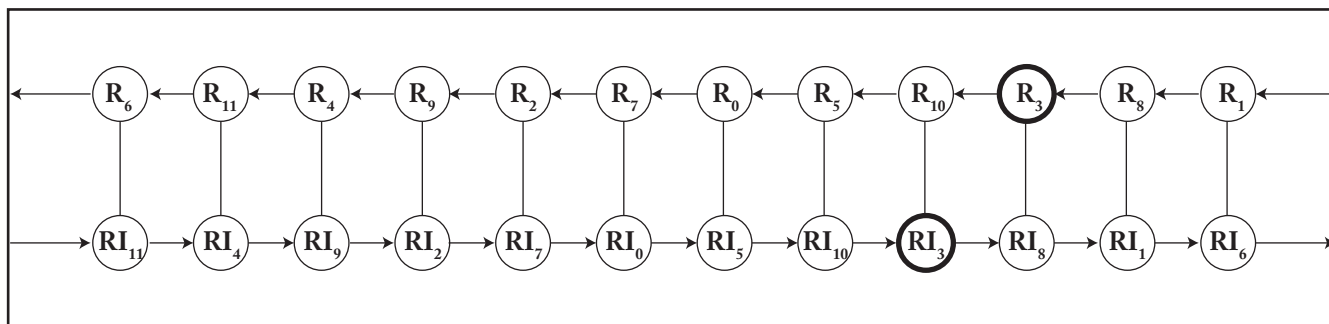 R₆ R₁₁ R₄ R₉ R₂ R₇ R₀ R₅ R₁₀ R₃ R₈ R₁
RI₁₁ RI₄ RI₉ RI₂ RI₇ RI₀ RI₅ RI₁₀ RI₃ RI₈ RI₁ RI₆